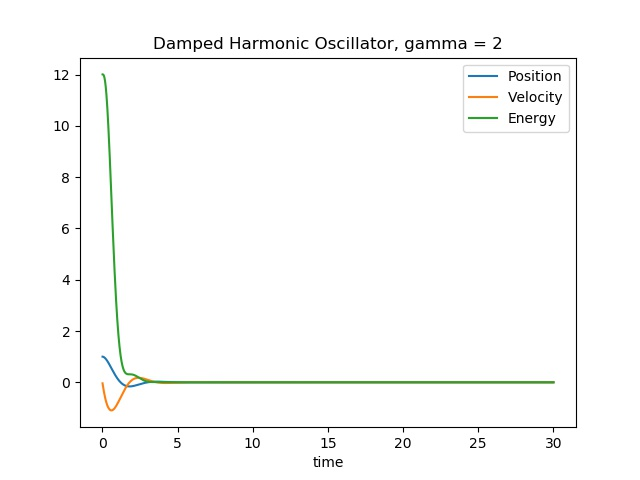 Damped Harmonic Oscillator, gamma = 2
Position
Velocity
Energy
12
10
8
6
4
2
0
0 5 10 15 20 25 30
time